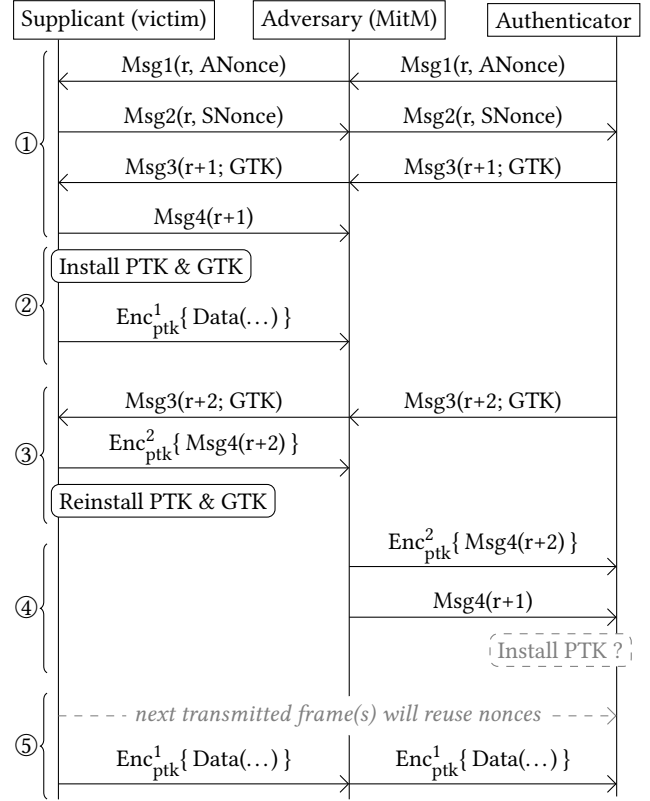 Supplicant (victim) Adversary (MitM) Authenticator
Msg1(r, ANonce) Msg1(r, ANonce)
Msg2(r, SNonce) Msg2(r, SNonce)
①
Msg3(r+1; GTK) Msg3(r+1; GTK)
Msg4(r+1)
Install PTK & GTK
②
Enc¹ptk{ Data(…) }
Msg3(r+2; GTK) Msg3(r+2; GTK)
Enc²ptk{ Msg4(r+2) }
③
Reinstall PTK & GTK
Enc²ptk{ Msg4(r+2) }
④
Msg4(r+1)
Install PTK ?
next transmitted frame(s) will reuse nonces
⑤
Enc¹ptk{ Data(…) } Enc¹ptk{ Data(…) }